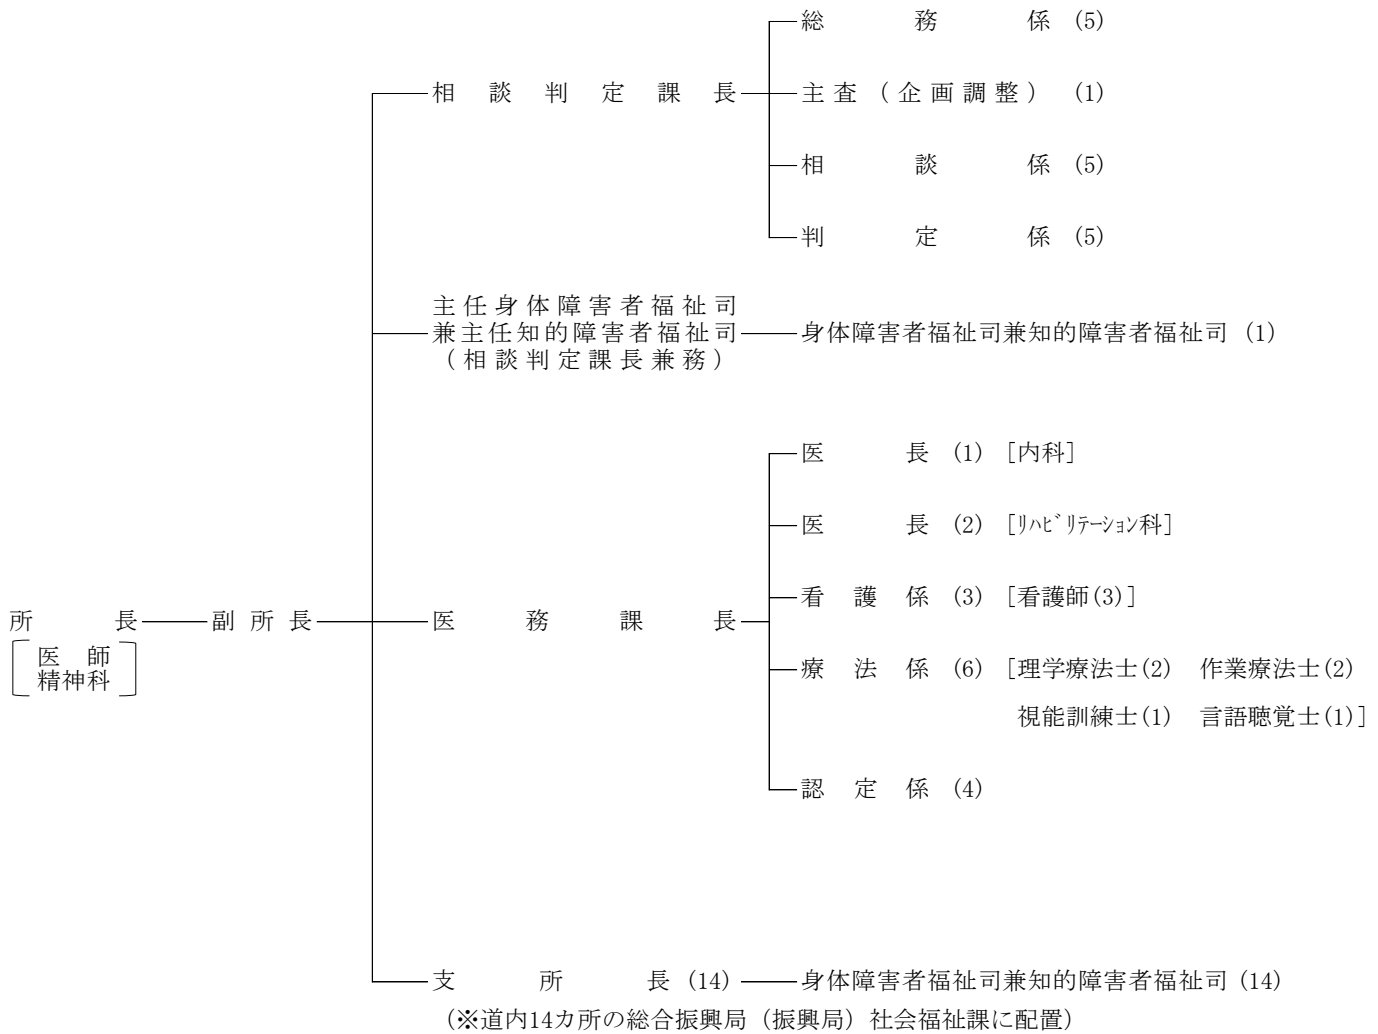 総務係 (5)
相談判定課長 主査(企画調整) (1)
相談係 (5)
判定係 (5)
主任身体障害者福祉司
兼主任知的障害者福祉司 身体障害者福祉司兼知的障害者福祉司 (1)
(相談判定課長兼務)
医長 (1) [内科]
医長 (2) [ﾘﾊﾋﾞﾘﾃｰｼｮﾝ科]
看護係 (3) [看護師(3)]
所長 副所長 医務課長
医師
精神科
療法係 (6) [理学療法士(2) 作業療法士(2)
視能訓練士(1) 言語聴覚士(1)]
認定係 (4)
支所長 (14) 身体障害者福祉司兼知的障害者福祉司 (14)
(※道内14カ所の総合振興局(振興局)社会福祉課に配置)